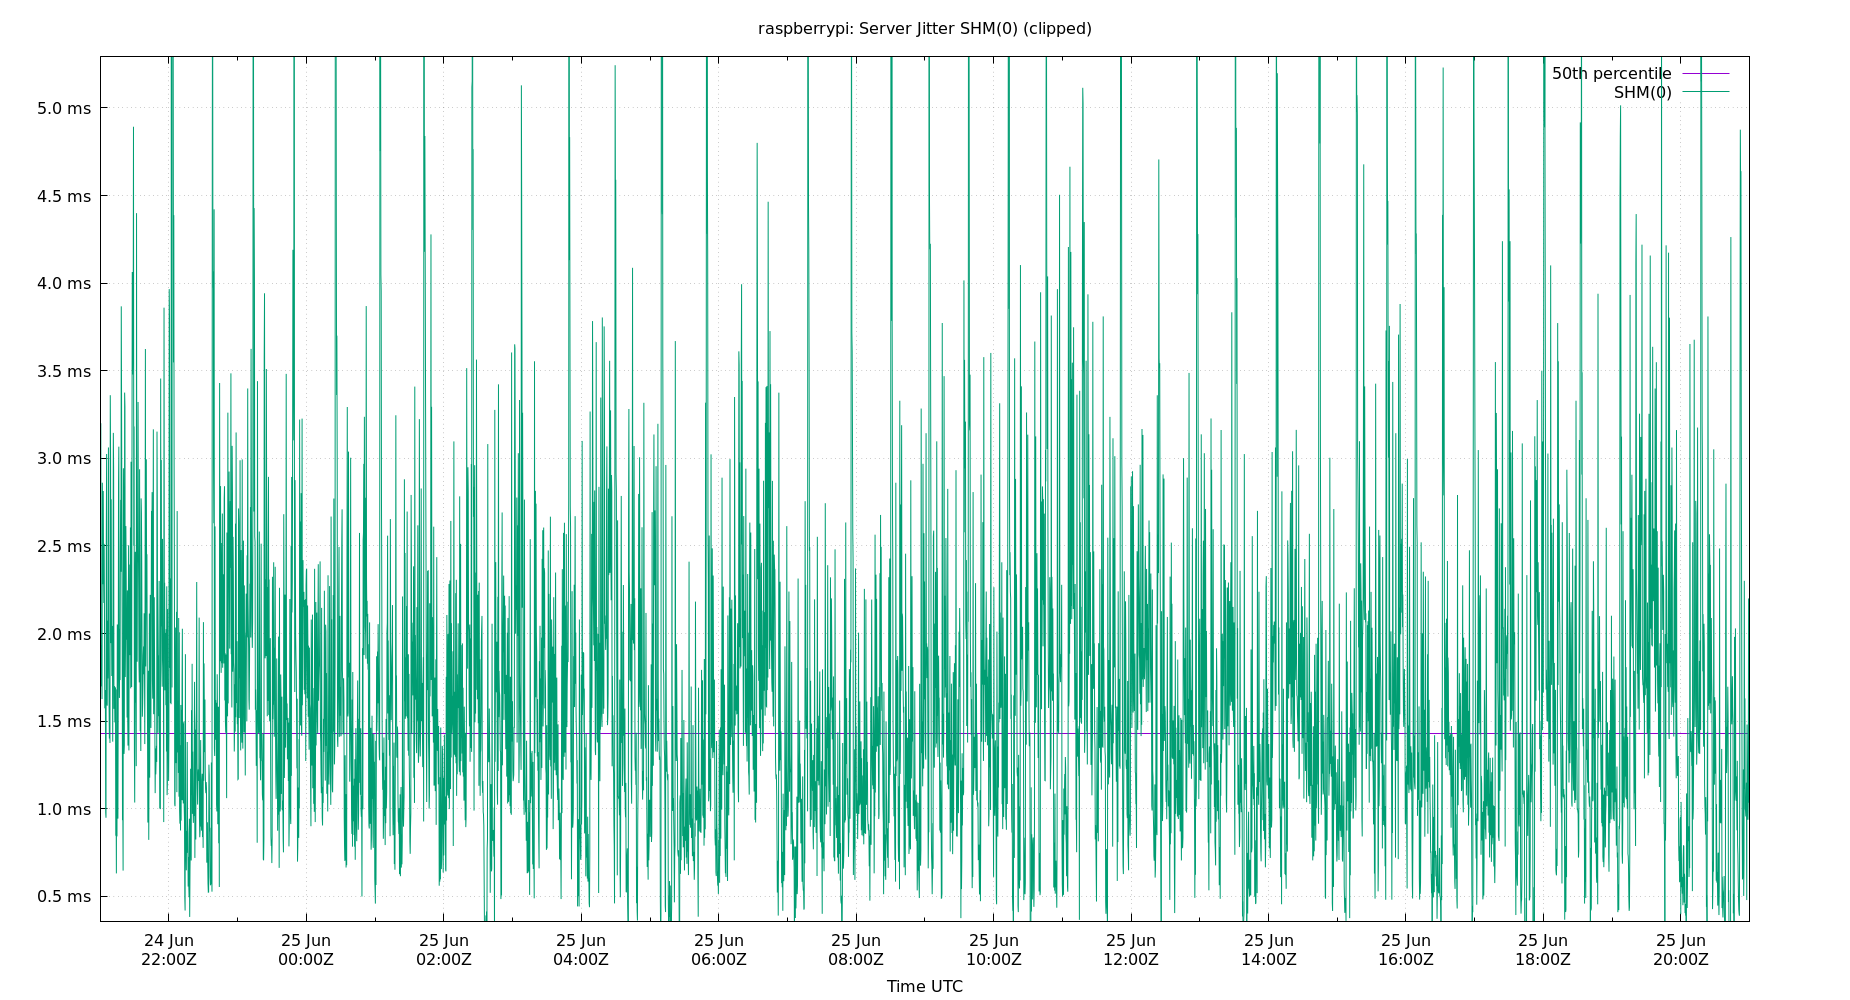 raspberrypi: Server Jitter SHM(0) (clipped)
50th percentile
SHM(0)
5.0 ms
4.5 ms
4.0 ms
3.5 ms
3.0 ms
2.5 ms
2.0 ms
1.5 ms
1.0 ms
0.5 ms
24 Jun 25 Jun 25 Jun 25 Jun 25 Jun 25 Jun 25 Jun 25 Jun 25 Jun 25 Jun 25 Jun 25 Jun
22:00Z 00:00Z 02:00Z 04:00Z 06:00Z 08:00Z 10:00Z 12:00Z 14:00Z 16:00Z 18:00Z 20:00Z
Time UTC